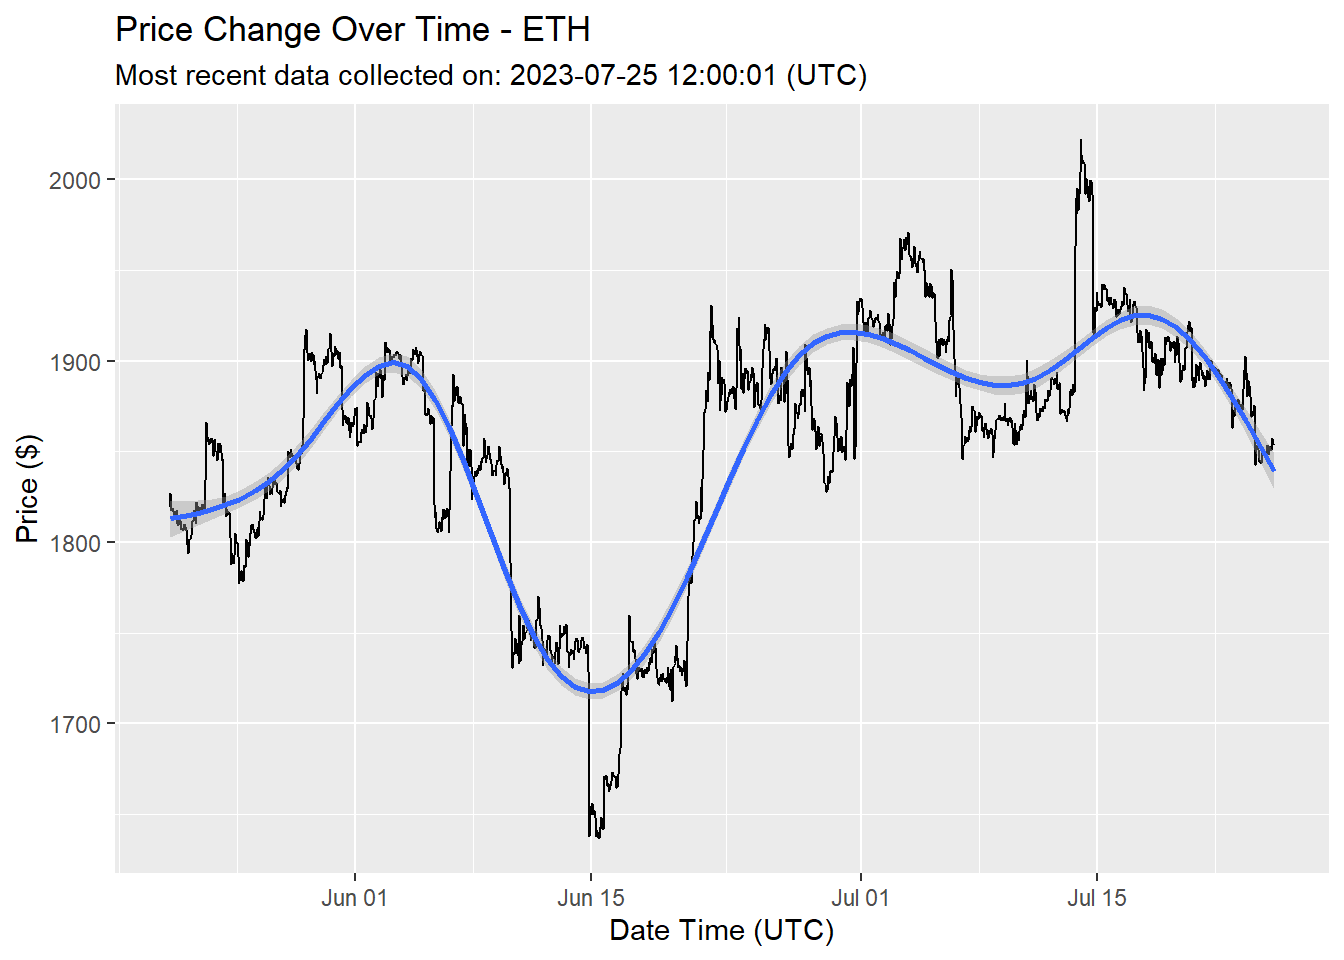 Price Change Over Time - ETH
Most recent data collected on: 2023-07-25 12:00:01 (UTC)
Price ($)
2000
1900
1800
1700
Jun 01
Jun 15
Jul 01
Jul 15
Date Time (UTC)